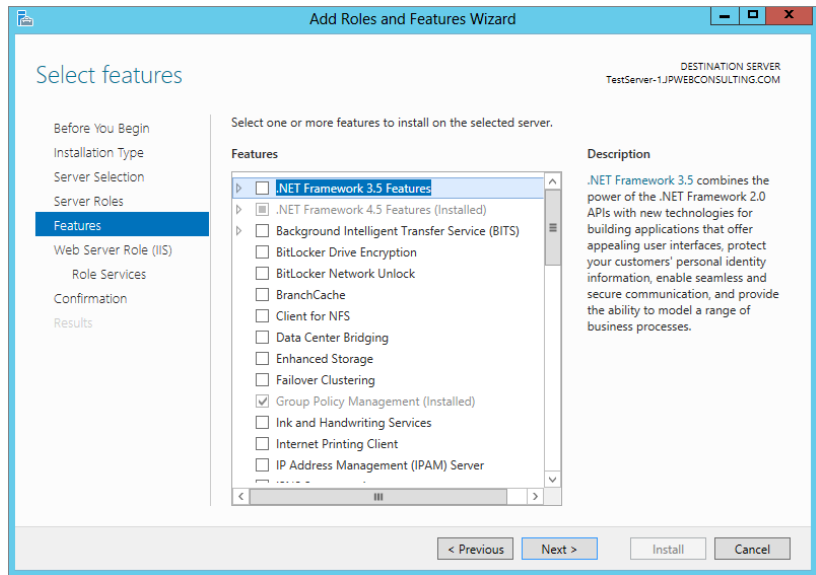 Add Roles and Features Wizard
Select features
DESTINATION SERVER
TestServer-1.JPWEBCONSULTING.COM
Before You Begin
Installation Type
Server Selection
Server Roles
Features
Web Server Role (IIS)
Role Services
Confirmation
Results
Select one or more features to install on the selected server.
Features
.NET Framework 3.5 Features
.NET Framework 4.5 Features (Installed)
Background Intelligent Transfer Service (BITS)
BitLocker Drive Encryption
BitLocker Network Unlock
BranchCache
Client for NFS
Data Center Bridging
Enhanced Storage
Failover Clustering
Group Policy Management (Installed)
Ink and Handwriting Services
Internet Printing Client
IP Address Management (IPAM) Server
Description
.NET Framework 3.5 combines the
power of the .NET Framework 2.0
APIs with new technologies for
building applications that offer
appealing user interfaces, protect
your customers' personal identity
information, enable seamless and
secure communication, and provide
the ability to model a range of
business processes.
< Previous
Next >
Install
Cancel